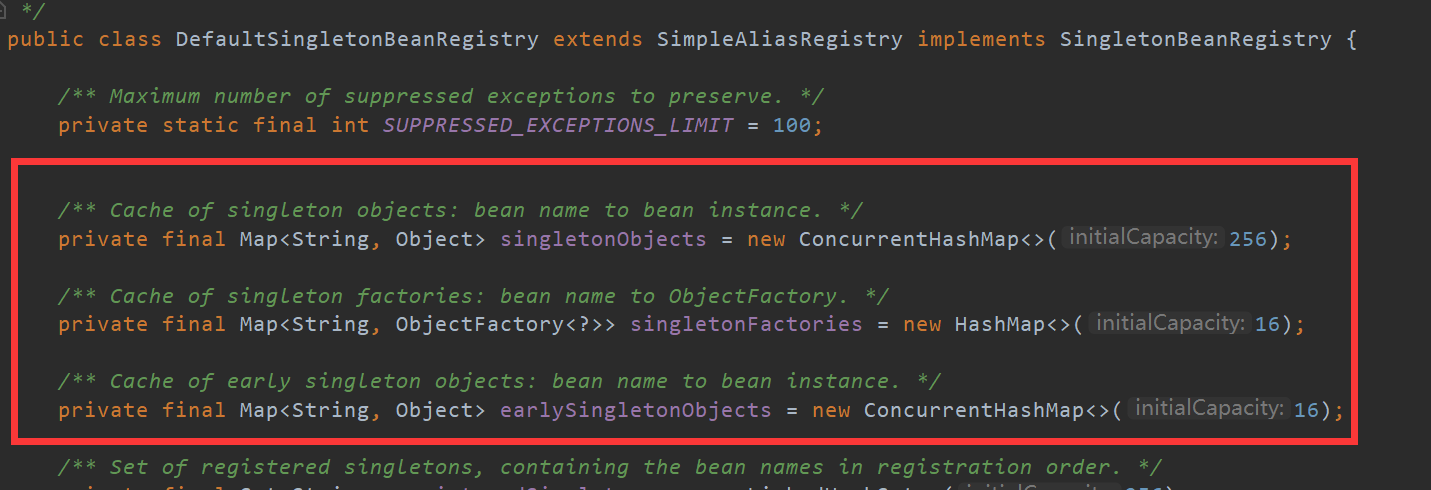 */
public class DefaultSingletonBeanRegistry extends SimpleAliasRegistry implements SingletonBeanRegistry {
/** Maximum number of suppressed exceptions to preserve. */
private static final int SUPPRESSED_EXCEPTIONS_LIMIT = 100;
/** Cache of singleton objects: bean name to bean instance. */
private final Map<String, Object> singletonObjects = new ConcurrentHashMap<>( initialCapacity: 256);
/** Cache of singleton factories: bean name to ObjectFactory. */
private final Map<String, ObjectFactory<?>> singletonFactories = new HashMap<>( initialCapacity: 16);
/** Cache of early singleton objects: bean name to bean instance. */
private final Map<String, Object> earlySingletonObjects = new ConcurrentHashMap<>( initialCapacity: 16);
/** Set of registered singletons, containing the bean names in registration order. */